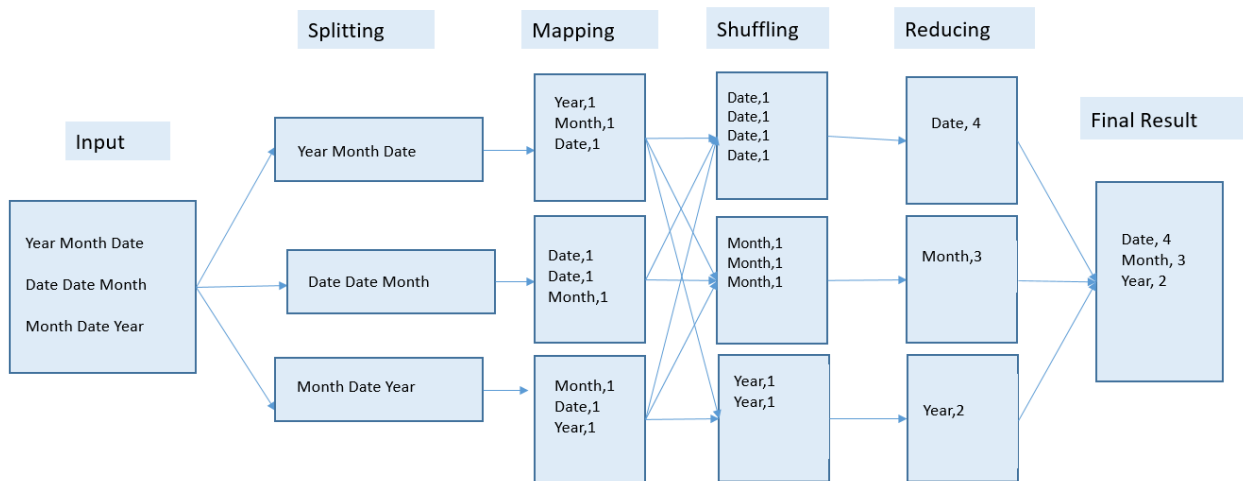 Input
Year Month Date
Date Date Month
Month Date Year
Splitting
Year Month Date
Date Date Month
Month Date Year
Mapping
Year,1
Month,1
Date,1
Date,1
Date,1
Month,1
Month,1
Date,1
Year,1
Shuffling
Date,1
Date,1
Date,1
Date,1
Month,1
Month,1
Month,1
Year,1
Year,1
Reducing
Date, 4
Month,3
Year,2
Final Result
Date, 4
Month, 3
Year, 2